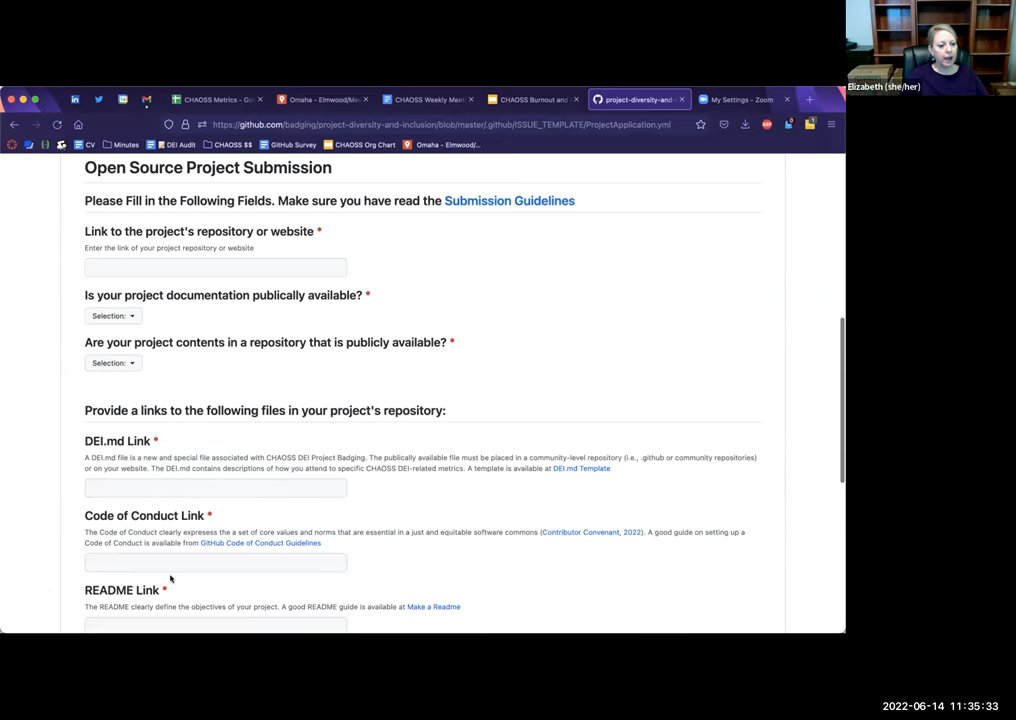 CHAOSS Metrics - Go
Omaha - Elmwood/Me
CHAOSS Weekly Meeti
CHAOSS Burnout and
project-diversity-and-
My Settings - Zoom
https://github.com/badging/project-diversity-and-inclusion/blob/master/.github/ISSUE_TEMPLATE/ProjectApplication.yml
CV
Minutes
DEI Audit
CHAOSS $$
GitHub Survey
CHAOSS Org Chart
Omaha - Elmwood/...
Elizabeth (she/her)
Open Source Project Submission
Please Fill in the Following Fields. Make sure you have read the Submission Guidelines
Link to the project's repository or website *
Enter the link of your project repository or website
Is your project documentation publically available? *
Selection:
Are your project contents in a repository that is publicly available? *
Selection:
Provide a links to the following files in your project's repository:
DEI.md Link *
A DEI.md file is a new and special file associated with CHAOSS DEI Project Badging. The publically available file must be placed in a community-level repository (i.e., .github or community repositories)
or on your website. The DEI.md contains descriptions of how you attend to specific CHAOSS DEI-related metrics. A template is available at DEI.md Template
Code of Conduct Link *
The Code of Conduct clearly expresess the a set of core values and norms that are essential in a just and equitable software commons (Contributor Convenant, 2022). A good guide on setting up a
Code of Conduct is available from GitHub Code of Conduct Guidelines
README Link *
The README clearly define the objectives of your project. A good README guide is available at Make a Readme
2022-06-14 11:35:33